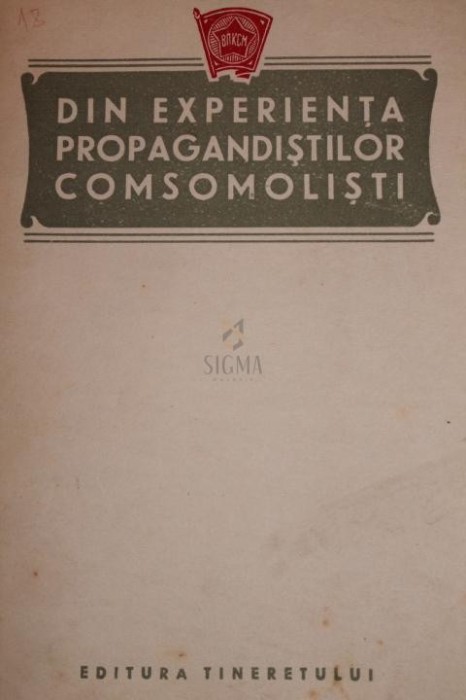 13
ВЛКСМ
DIN EXPERIENȚA
PROPAGANDIȘTILOR
COMSOMOLIȘTI
SIGMA
EDITURA TINERETULUI